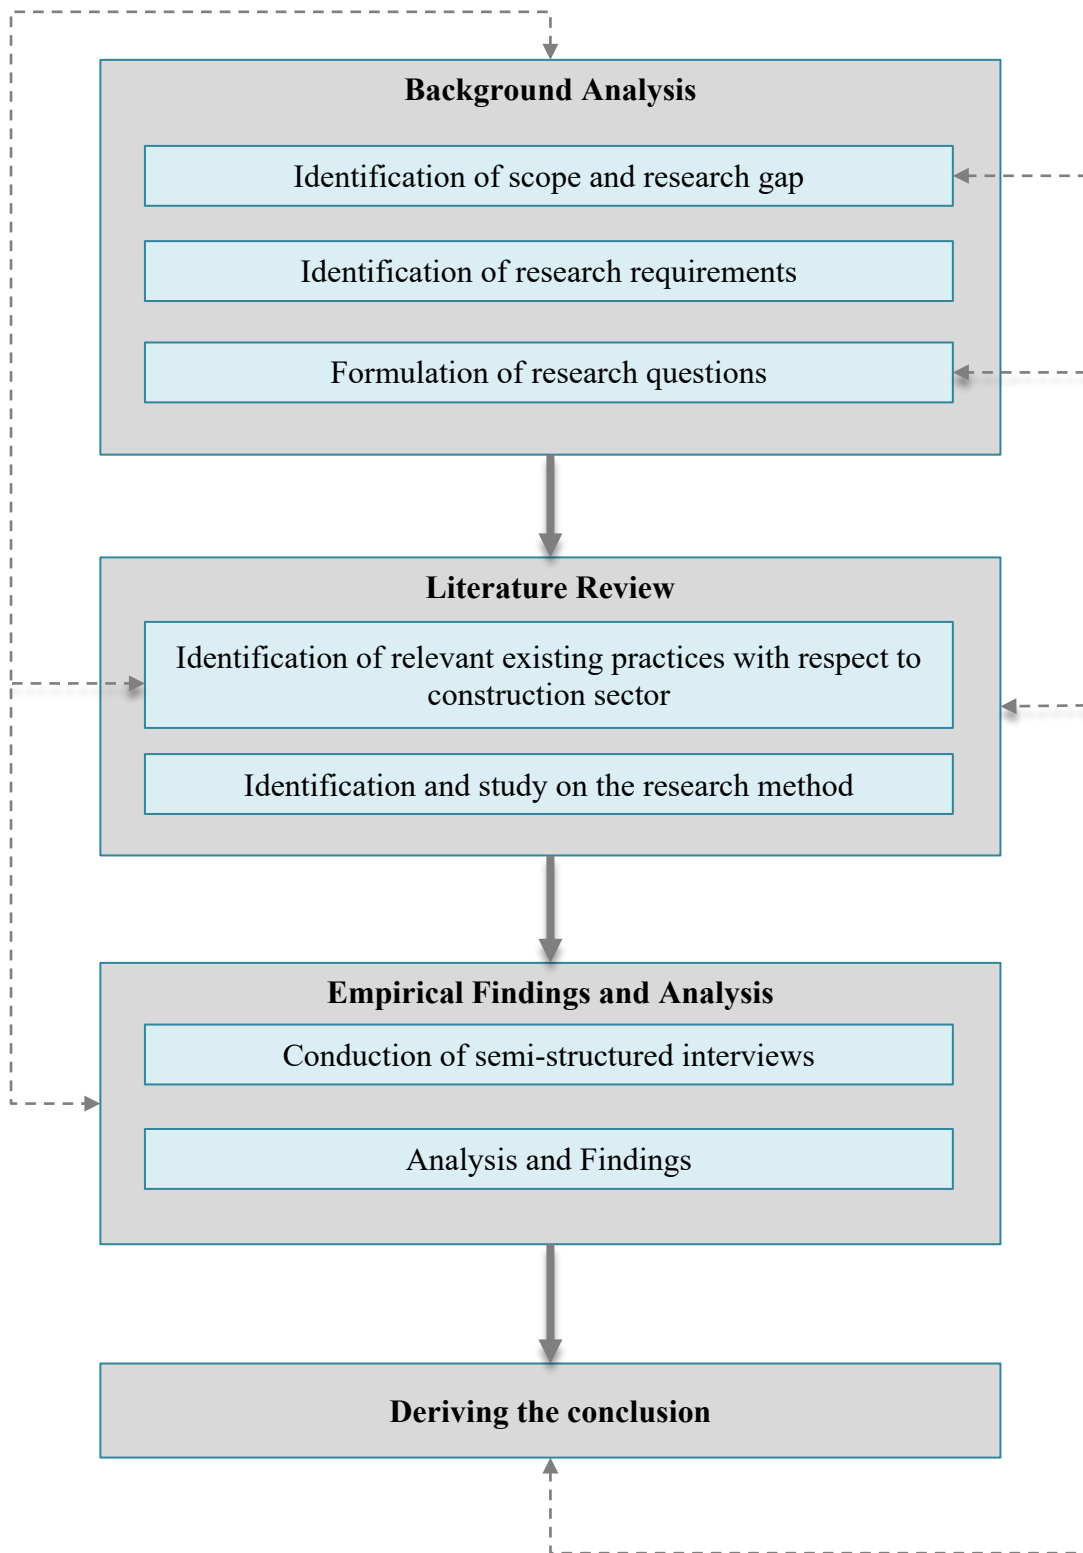 Background Analysis
Identification of scope and research gap
Identification of research requirements
Formulation of research questions
Literature Review
Identification of relevant existing practices with respect to
construction sector
Identification and study on the research method
Empirical Findings and Analysis
Conduction of semi-structured interviews
Analysis and Findings
Deriving the conclusion